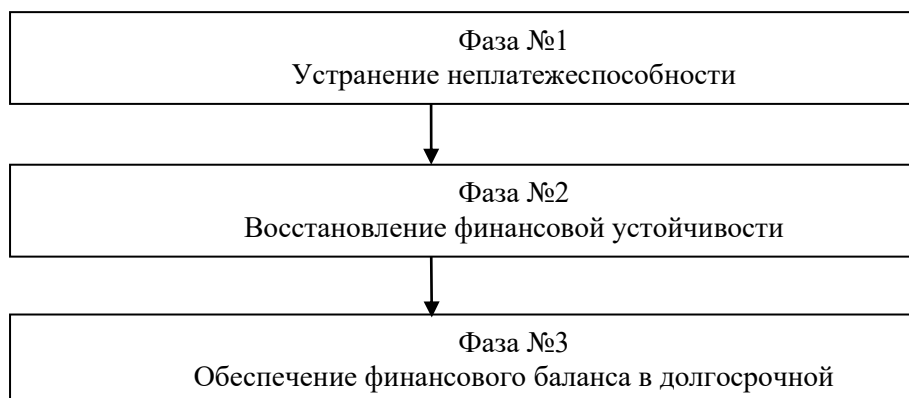 Фаза №1
Устранение неплатежеспособности
Фаза №2
Восстановление финансовой устойчивости
Фаза №3
Обеспечение финансового баланса в долгосрочной